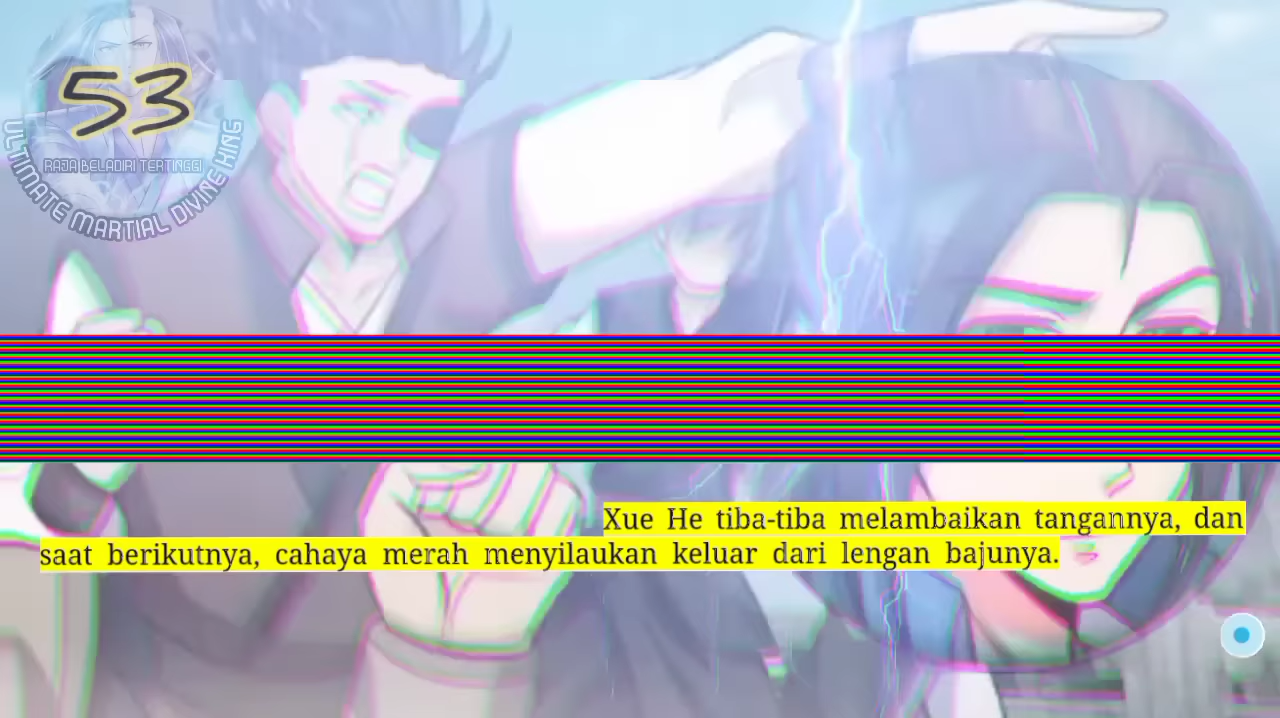 53
RAJA BELADIRI TERTINGGI
ULTIMATE MARTIAL DIVINE KING
Xue He tiba-tiba melambaikan tangannya, dan
saat berikutnya, cahaya merah menyilaukan keluar dari lengan bajunya.